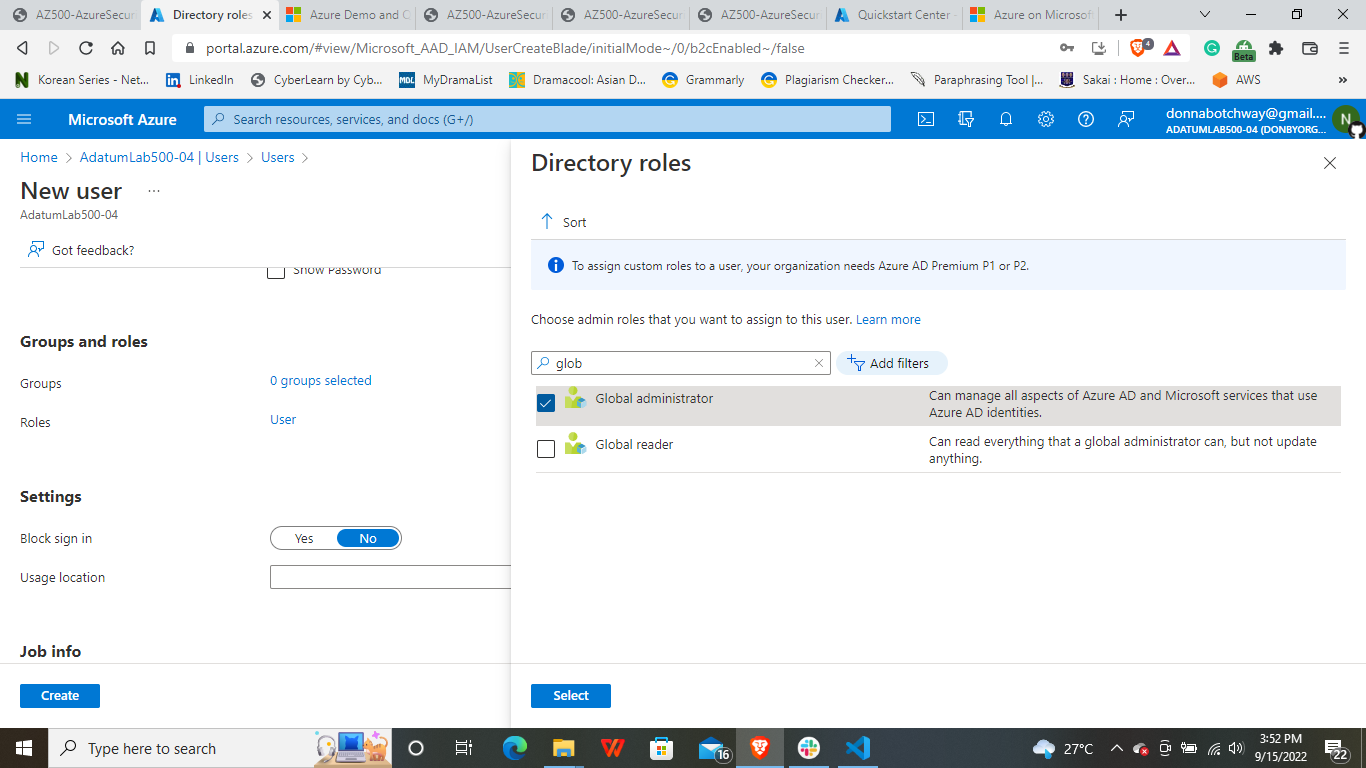 AZ500-AzureSecur
Directory roles
Azure Demo and C
AZ500-AzureSecur
AZ500-AzureSecur
AZ500-AzureSecur
Quickstart Center -
Azure on Microsof
portal.azure.com/#view/Microsoft_AAD_IAM/UserCreateBlade/initialMode~/0/b2cEnabled~/false
4
Beta
Korean Series - Net...
LinkedIn
CyberLearn by Cyb...
MDL
MyDramaList
Dramacool: Asian D...
Grammarly
Plagiarism Checker...
Paraphrasing Tool |...
Sakai : Home : Over...
AWS
Microsoft Azure
Search resources, services, and docs (G+/)
donnabotchway@gmail....
ADATUMLAB500-04 (DONBYORG...
N
Home > AdatumLab500-04 | Users > Users >
New user ...
AdatumLab500-04
Got feedback?
Show Password
Groups and roles
Groups
0 groups selected
Roles
User
Settings
Block sign in
Yes
No
Usage location
Job info
Create
Directory roles
Sort
To assign custom roles to a user, your organization needs Azure AD Premium P1 or P2.
Choose admin roles that you want to assign to this user. Learn more
glob
Add filters
Global administrator
Can manage all aspects of Azure AD and Microsoft services that use
Azure AD identities.
Global reader
Can read everything that a global administrator can, but not update
anything.
Select
Type here to search
16
27°C
3:52 PM
9/15/2022
22